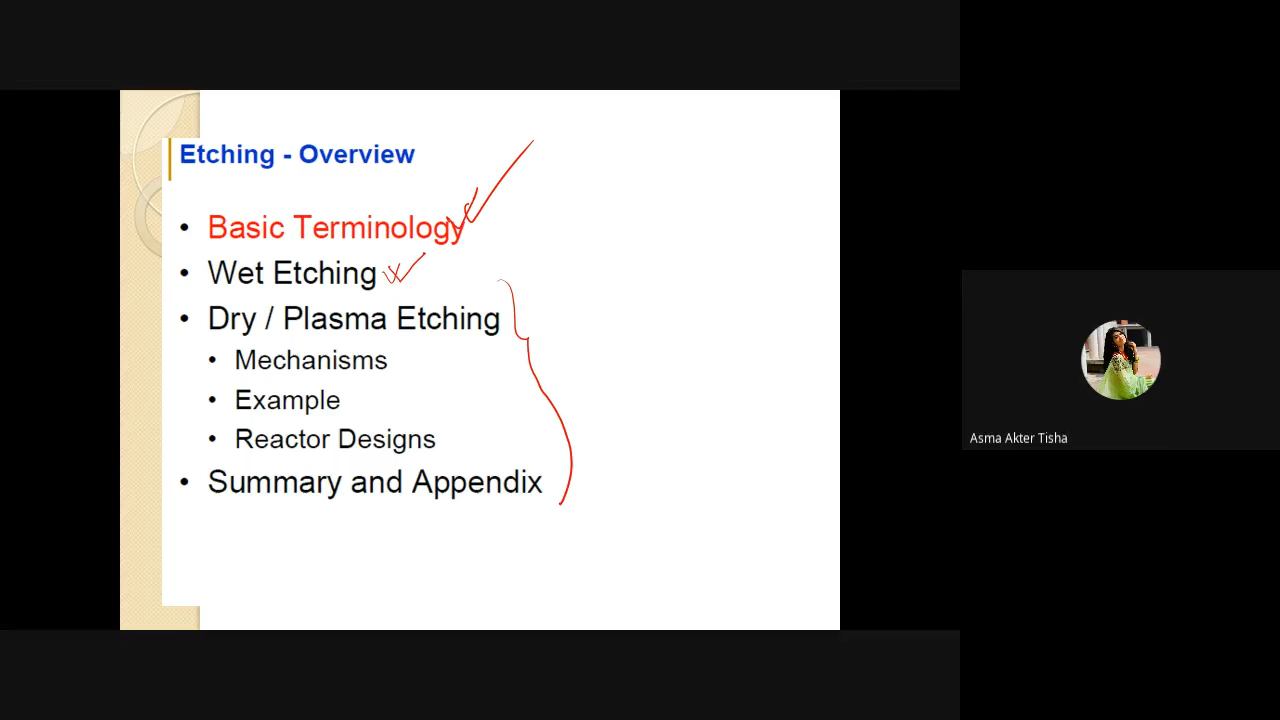 Etching - Overview
• Basic Terminology
• Wet Etching
• Dry / Plasma Etching
• Mechanisms
• Example
• Reactor Designs
• Summary and Appendix
Asma Akter Tisha